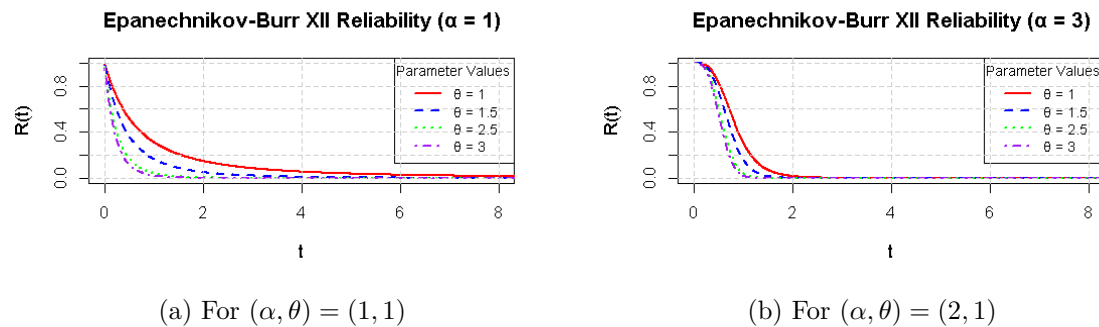 Epanechnikov-Burr XII Reliability (α = 1)
R(t)
0.8
0.4
0.0
Parameter Values
θ = 1
θ = 1.5
θ = 2.5
θ = 3
0 2 4 6 8
t
(a) For (α, θ) = (1, 1)
Epanechnikov-Burr XII Reliability (α = 3)
R(t)
0.8
0.4
0.0
Parameter Values
θ = 1
θ = 1.5
θ = 2.5
θ = 3
0 2 4 6 8
t
(b) For (α, θ) = (2, 1)